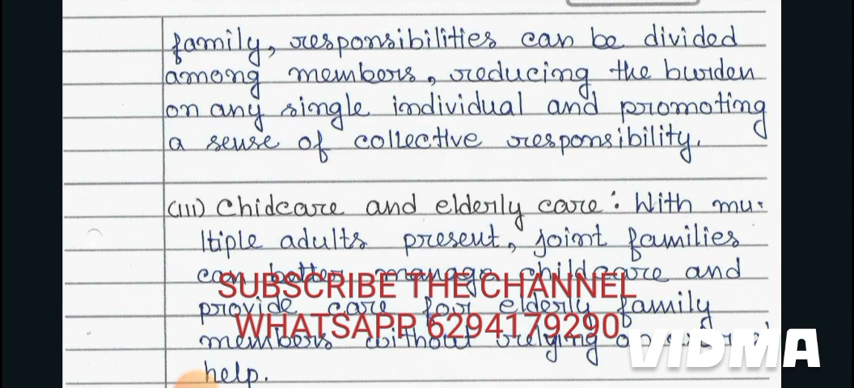 family, responsibilities can be divided
among members, reducing the burden
on any single individual and promoting
a sense of collective responsibility.
(III) Chidcare and elderly care: With mu-
ltiple adults present, joint families
can better manage childcare and
SUBSCRIBE THE CHANNEL
provide care for elderly family
WHATSAPP 6294179290
members without relying on
VIDMA
help.